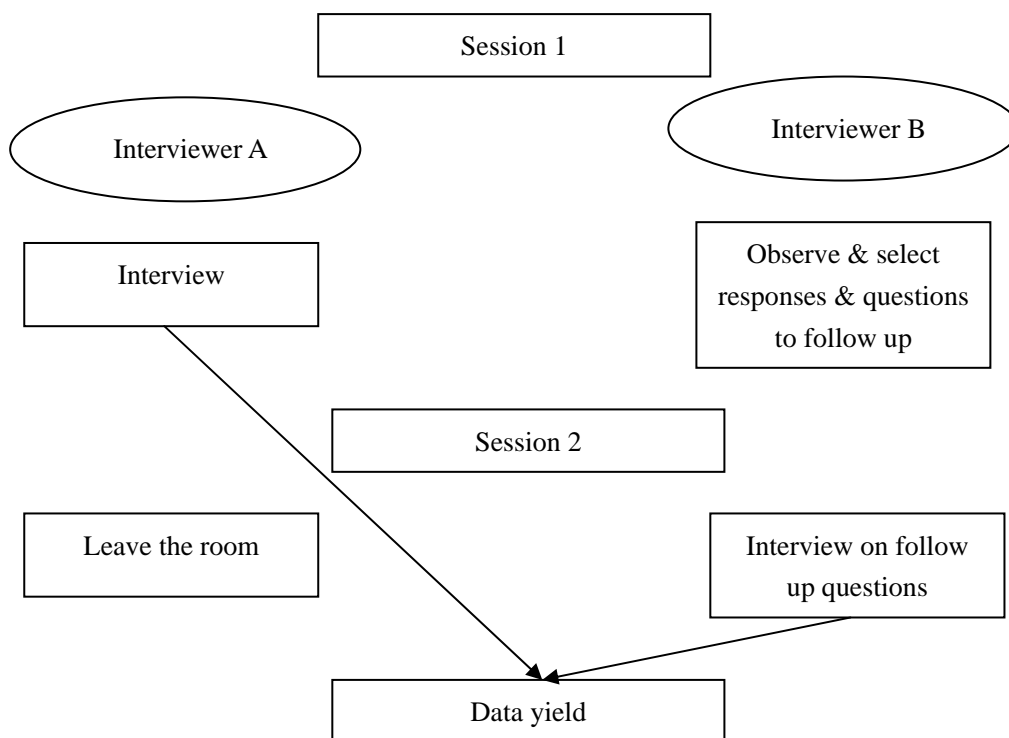 Session 1
Interviewer A
Interviewer B
Interview
Observe & select
responses & questions
to follow up
Session 2
Leave the room
Interview on follow
up questions
Data yield